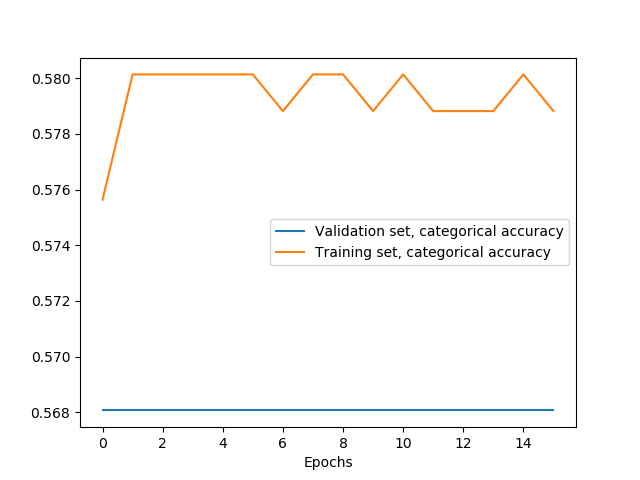 0.580
0.578
0.576
0.574
0.572
0.570
0.568
Validation set, categorical accuracy
Training set, categorical accuracy
0 2 4 6 8 10 12 14
Epochs